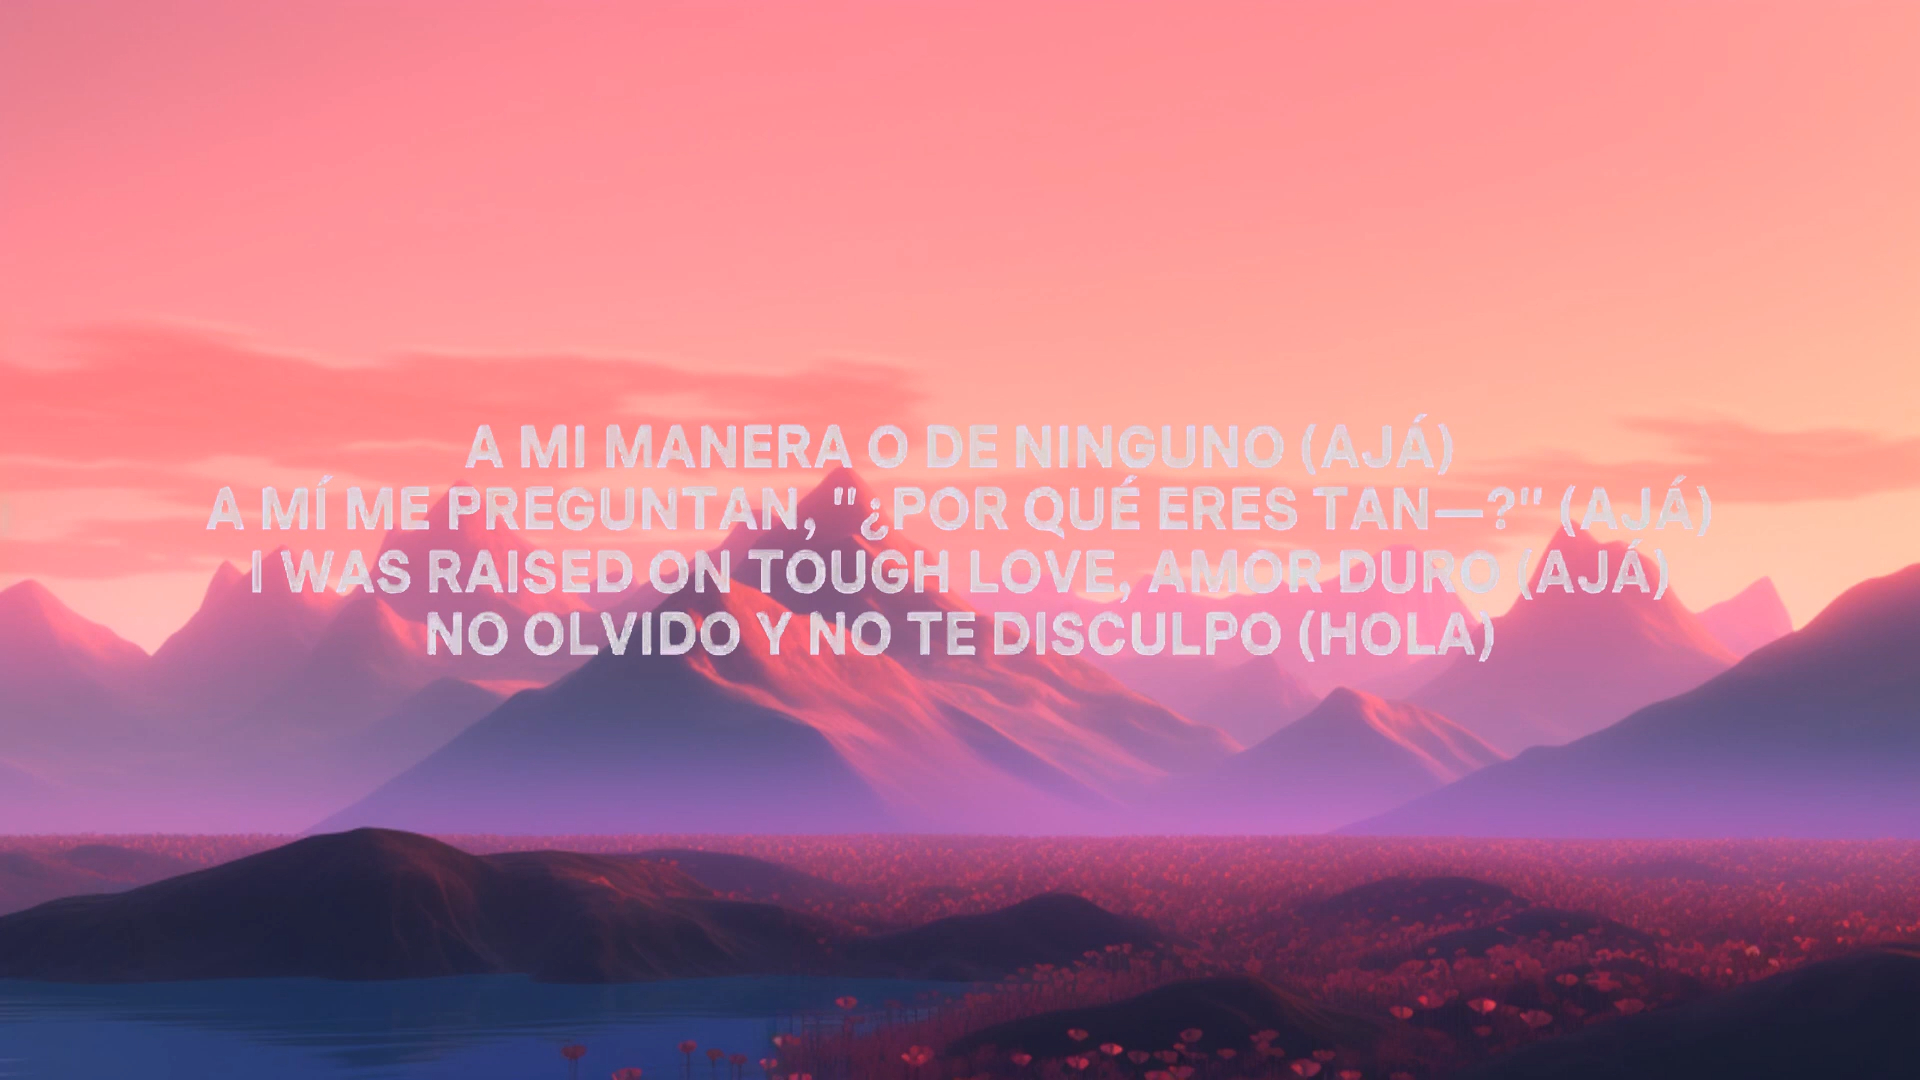 A MI MANERA O DE NINGUNO (AJÁ)
A MÍ ME PREGUNTAN, "¿POR QUÉ ERES TAN—?" (AJÁ)
I WAS RAISED ON TOUGH LOVE, AMOR DURO (AJÁ)
NO OLVIDO Y NO TE DISCULPO (HOLA)